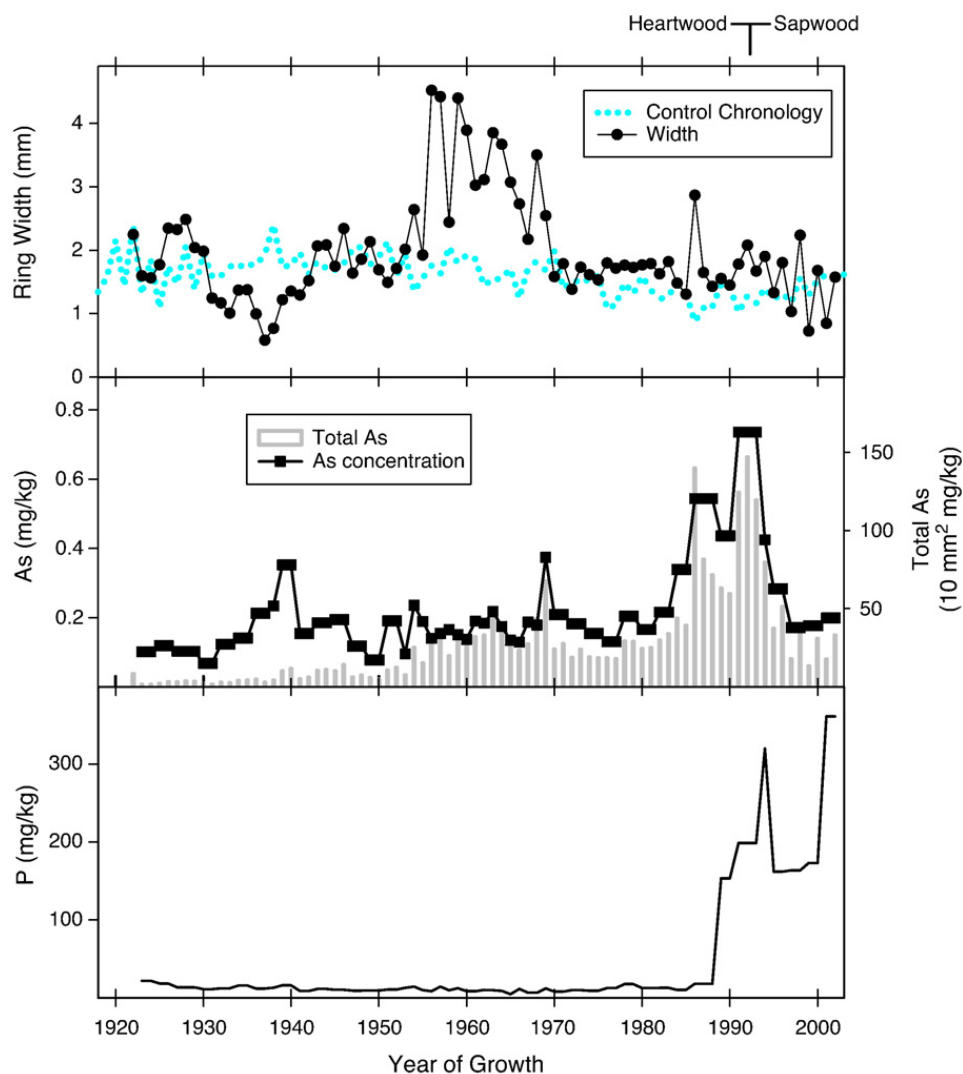 Heartwood Sapwood
Control Chronology
Width
Ring Width (mm)
4
3
2
1
0
Total As
As concentration
As (mg/kg)
0.8
0.6
0.4
0.2
150
100
50
Total As
(10 mm² mg/kg)
P (mg/kg)
300
200
100
1920 1930 1940 1950 1960 1970 1980 1990 2000
Year of Growth